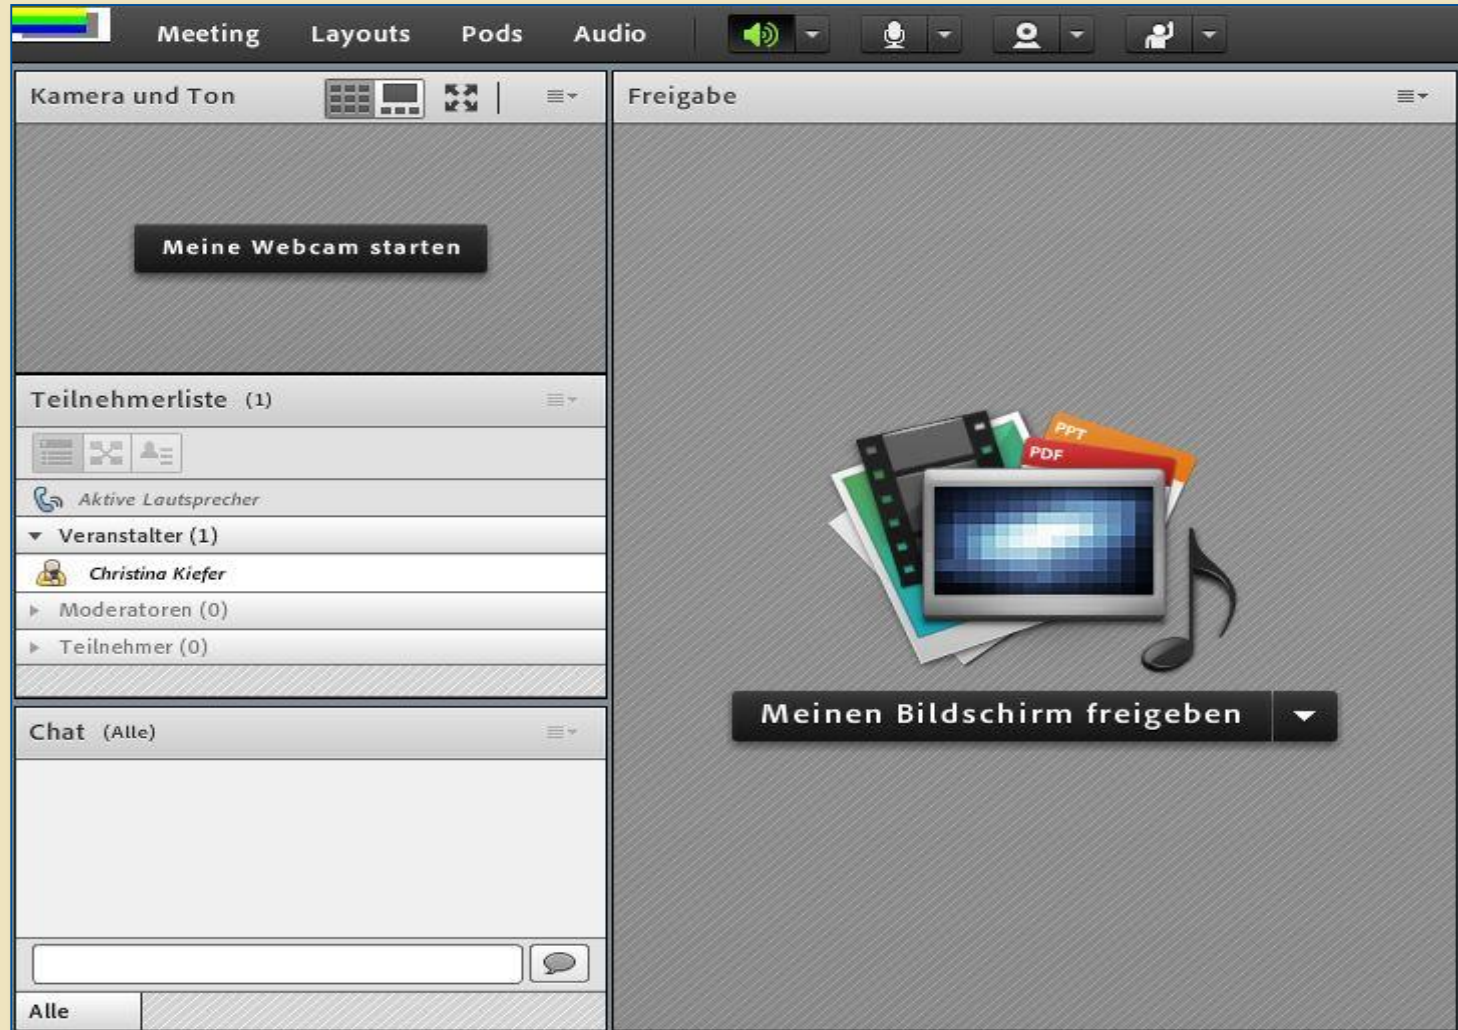 Meeting Layouts Pods Audio
Kamera und Ton
Meine Webcam starten
Teilnehmerliste (1)
Aktive Lautsprecher
Veranstalter (1)
Christina Kiefer
Moderatoren (0)
Teilnehmer (0)
Chat (Alle)
Alle
Freigabe
PPT
PDF
Meinen Bildschirm freigeben